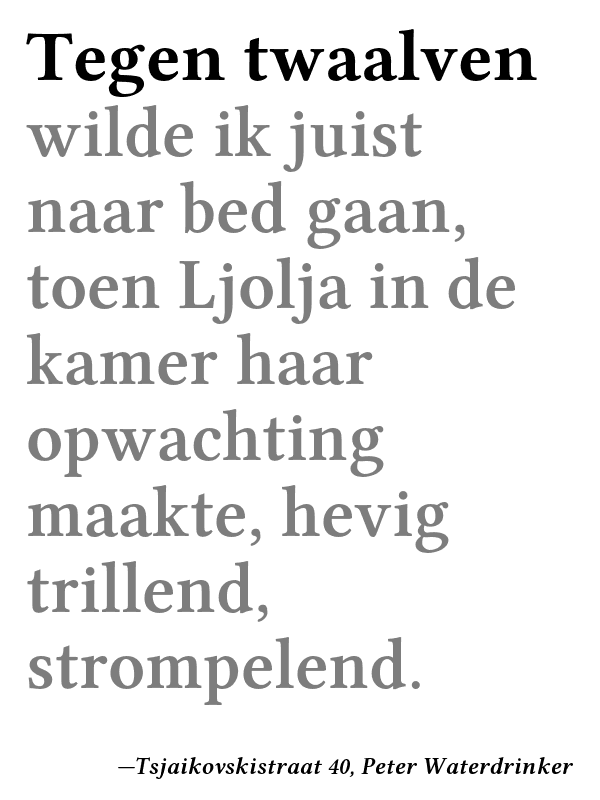 Tegen twaalven
wilde ik juist
naar bed gaan,
toen Ljolja in de
kamer haar
opwachting
maakte, hevig
trillend,
strompelend.
—Tsjaikovskistraat 40, Peter Waterdrinker